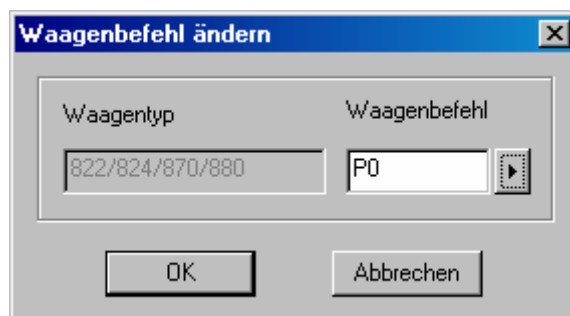 Waagenbefehl ändern
Waagentyp
Waagenbefehl
822/824/870/880
P0
OK
Abbrechen